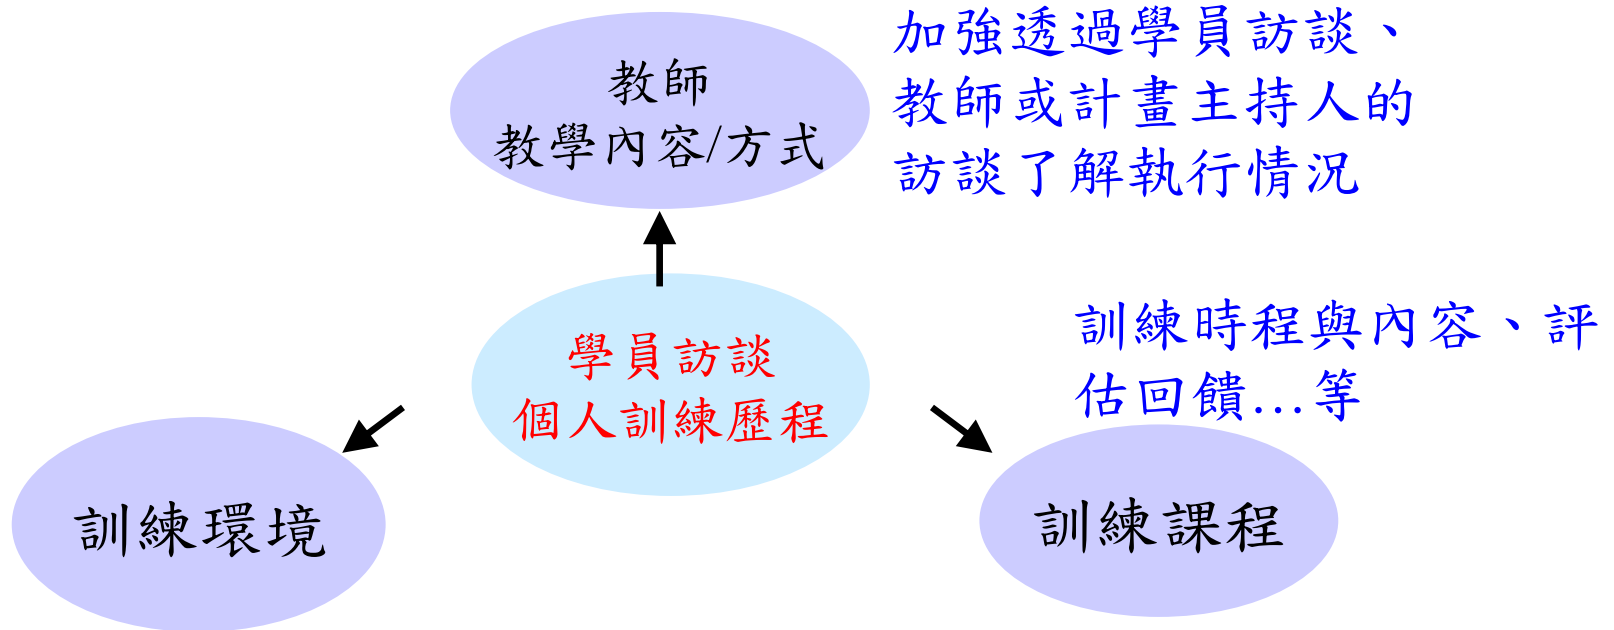 加強透過學員訪談、
教師或計畫主持人的
訪談了解執行情況
教師
教學內容/方式
訓練時程與內容、評
估回饋…等
學員訪談
個人訓練歷程
訓練環境
訓練課程